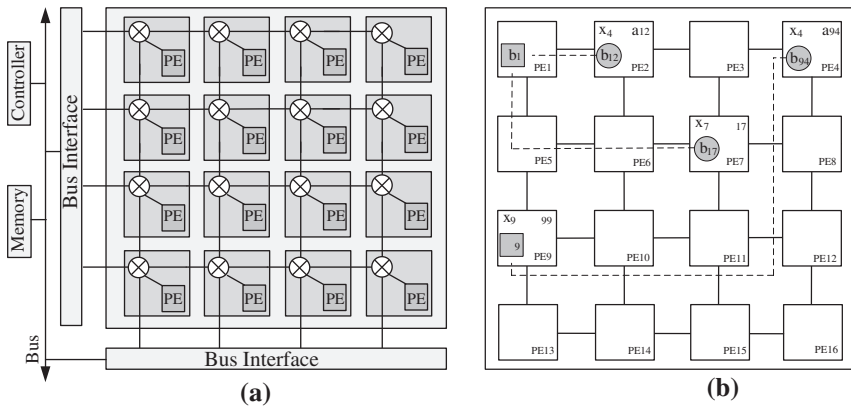 Controller
Memory
Bus
Bus Interface
PE PE PE PE
PE PE PE PE
PE PE PE PE
PE PE PE PE
Bus Interface
(a)
b1 PE1
x4 a12 b12 PE2
PE3
x4 a94 b94 PE4
PE5
PE6
x7 17 b17 PE7
PE8
x9 99 9 PE9
PE10
PE11
PE12
PE13
PE14
PE15
PE16
(b)